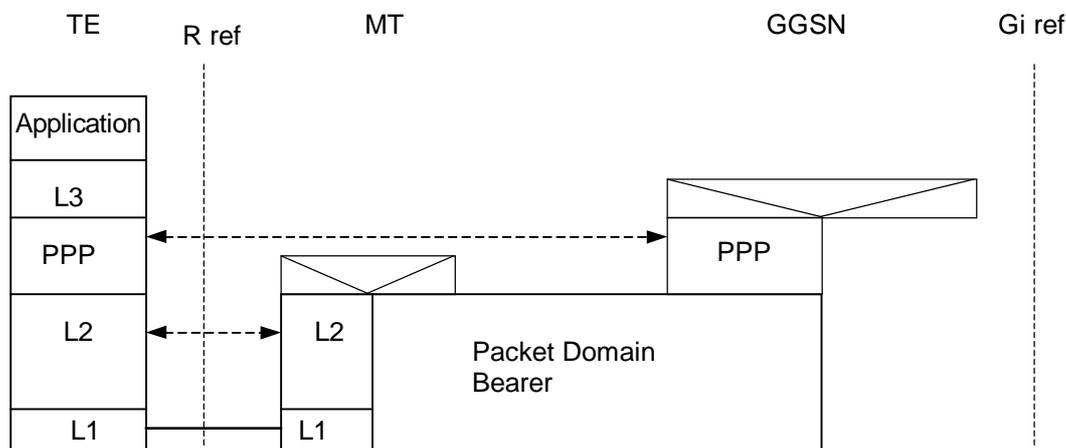 TE
R ref
MT
GGSN
Gi ref
Application
L3
PPP
PPP
L2
L2
Packet Domain
Bearer
L1
L1